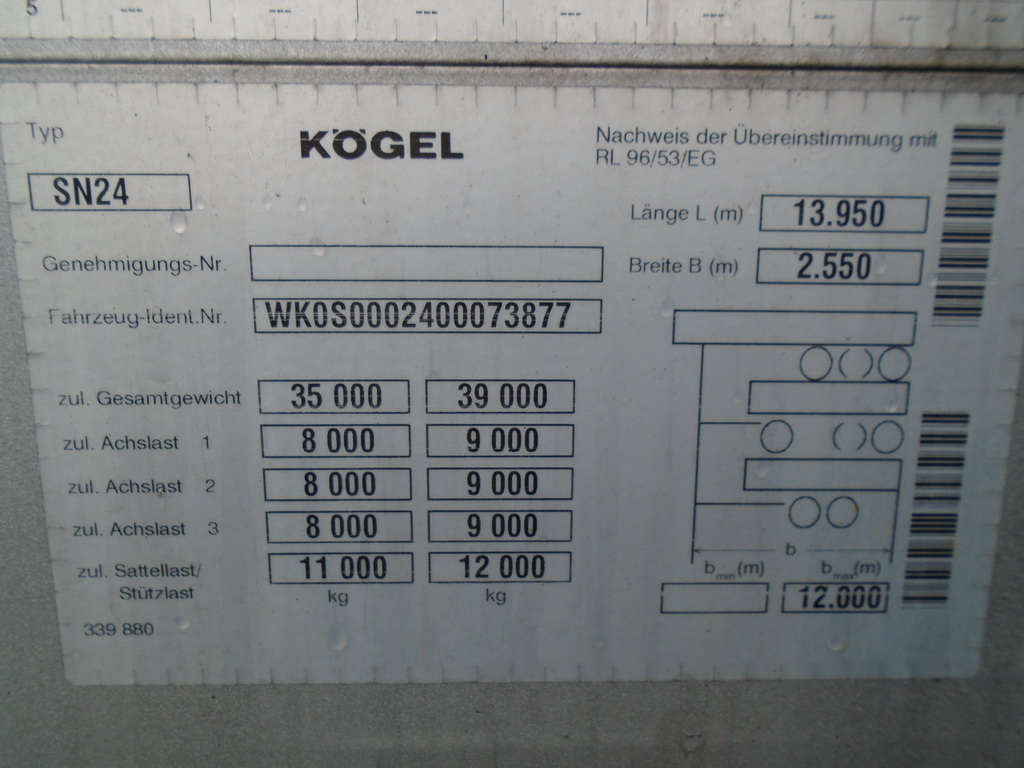 5
Typ
KÖGEL
Nachweis der Übereinstimmung mit
RL 96/53/EG
SN24
Länge L (m) 13.950
Genehmigungs-Nr.
Breite B (m) 2.550
Fahrzeug-Ident.Nr. WK0S0002400073877
zul. Gesamtgewicht 35 000 39 000
zul. Achslast 1 8 000 9 000
zul. Achslast 2 8 000 9 000
zul. Achslast 3 8 000 9 000
zul. Sattellast/ 11 000 12 000
Stützlast kg kg
339 880
b
bmin(m) bmax(m)
12.000